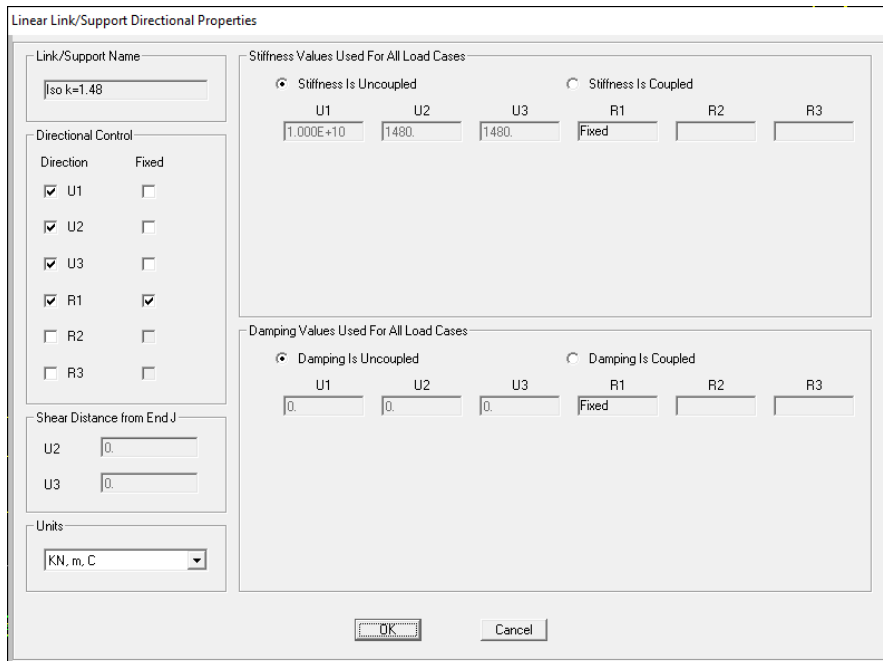 Linear Link/Support Directional Properties
Link/Support Name
Iso k=1.48
Directional Control
Direction Fixed
U1
U2
U3
R1
R2
R3
Shear Distance from End J
U2 0.
U3 0.
Units
KN, m, C
Stiffness Values Used For All Load Cases
Stiffness Is Uncoupled Stiffness Is Coupled
U1 U2 U3 R1 R2 R3
1.000E+10 1480. 1480. Fixed
Damping Values Used For All Load Cases
Damping Is Uncoupled Damping Is Coupled
U1 U2 U3 R1 R2 R3
0. 0. 0. Fixed
OK Cancel